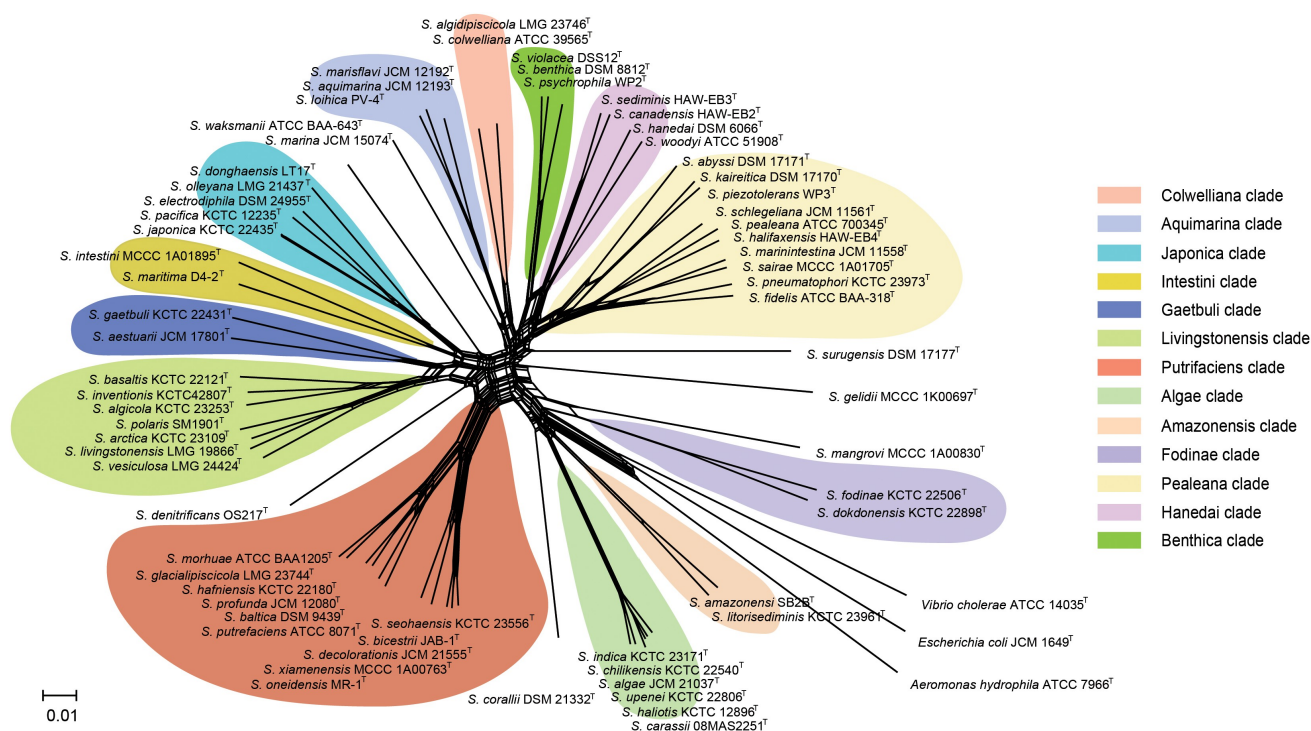 S. algidipiscicola LMG 23746T
S. colwelliana ATCC 39565T
S. violacea DSS12T
S. benthica DSM 8812T
S. psychrophila WP2T
S. marisflavi JCM 12192T
S. aquimarina JCM 12193T
S. loihica PV-4T
S. sediminis HAW-EB3T
S. canadensis HAW-EB2T
S. hanedai DSM 6066T
S. woodyi ATCC 51908T
S. waksmanii ATCC BAA-643T
S. marina JCM 15074T
S. abyssi DSM 17171T
S. kaireitica DSM 17170T
S. piezotolerans WP3T
S. schlegeliana JCM 11561T
S. pealeana ATCC 700345T
S. halifaxensis HAW-EB4T
S. marinintestina JCM 11558T
S. sairae MCCC 1A01705T
S. pneumatophori KCTC 23973T
S. fidelis ATCC BAA-318T
S. donghaensis LT17T
S. olleyana LMG 21437T
S. electrodiphila DSM 24955T
S. pacifica KCTC 12235T
S. japonica KCTC 22435T
S. intestini MCCC 1A01895T
S. maritima D4-2T
S. gaetbuli KCTC 22431T
S. aestuarii JCM 17801T
S. surugensis DSM 17177T
S. gelidii MCCC 1K00697T
S. basaltis KCTC 22121T
S. inventionis KCTC42807T
S. algicola KCTC 23253T
S. polaris SM1901T
S. arctica KCTC 23109T
S. livingstonensis LMG 19866T
S. vesiculosa LMG 24424T
S. mangrovi MCCC 1A00830T
S. fodinae KCTC 22506T
S. dokdonensis KCTC 22898T
S. denitrificans OS217T
S. morhuae ATCC BAA1205T
S. glacialipiscicola LMG 23744T
S. hafniensis KCTC 22180T
S. profunda JCM 12080T
S. baltica DSM 9439T
S. putrefaciens ATCC 8071T
S. seohaensis KCTC 23556T
S. bicestrii JAB-1T
S. decolorationis JCM 21555T
S. xiamenensis MCCC 1A00763T
S. oneidensis MR-1T
S. corallii DSM 21332T
S. amazonensi SB2BT
S. litorisediminis KCTC 23961T
S. indica KCTC 23171T
S. chilikensis KCTC 22540T
S. algae JCM 21037T
S. upenei KCTC 22806T
S. haliotis KCTC 12896T
S. carassii 08MAS2251T
Vibrio cholerae ATCC 14035T
Escherichia coli JCM 1649T
Aeromonas hydrophila ATCC 7966T
0.01
Colwelliana clade
Aquimarina clade
Japonica clade
Intestini clade
Gaetbuli clade
Livingstonensis clade
Putrifaciens clade
Algae clade
Amazonensis clade
Fodinae clade
Pealeana clade
Hanedai clade
Benthica clade